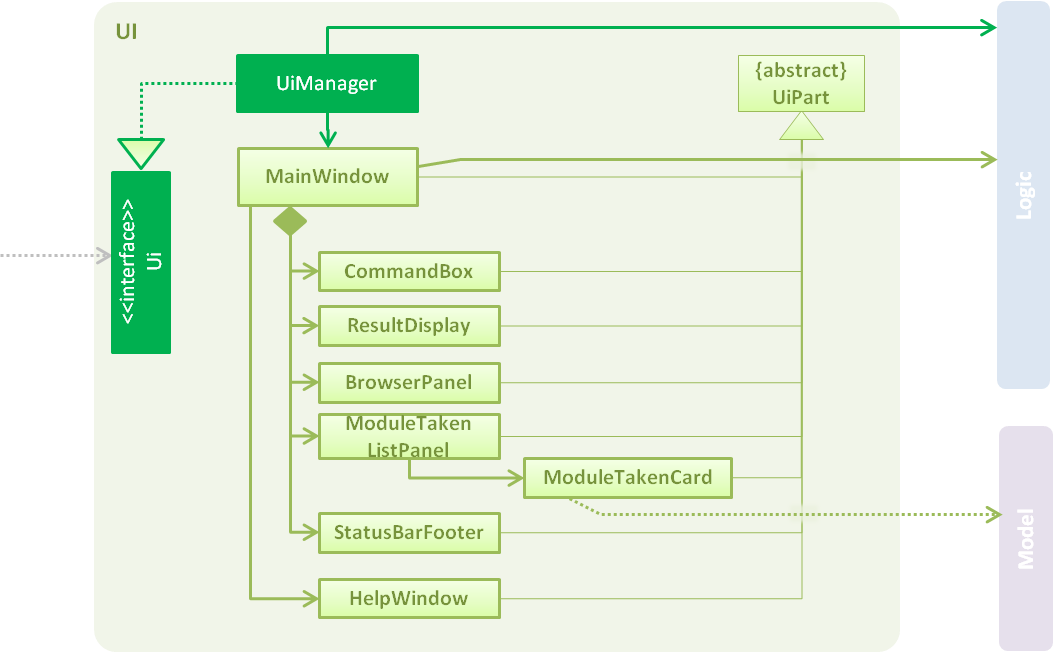 UI
UiManager
{abstract}
UiPart
MainWindow
<<interface>>
Ui
CommandBox
ResultDisplay
BrowserPanel
ModuleTaken
ListPanel
ModuleTakenCard
StatusBarFooter
HelpWindow
Logic
Model